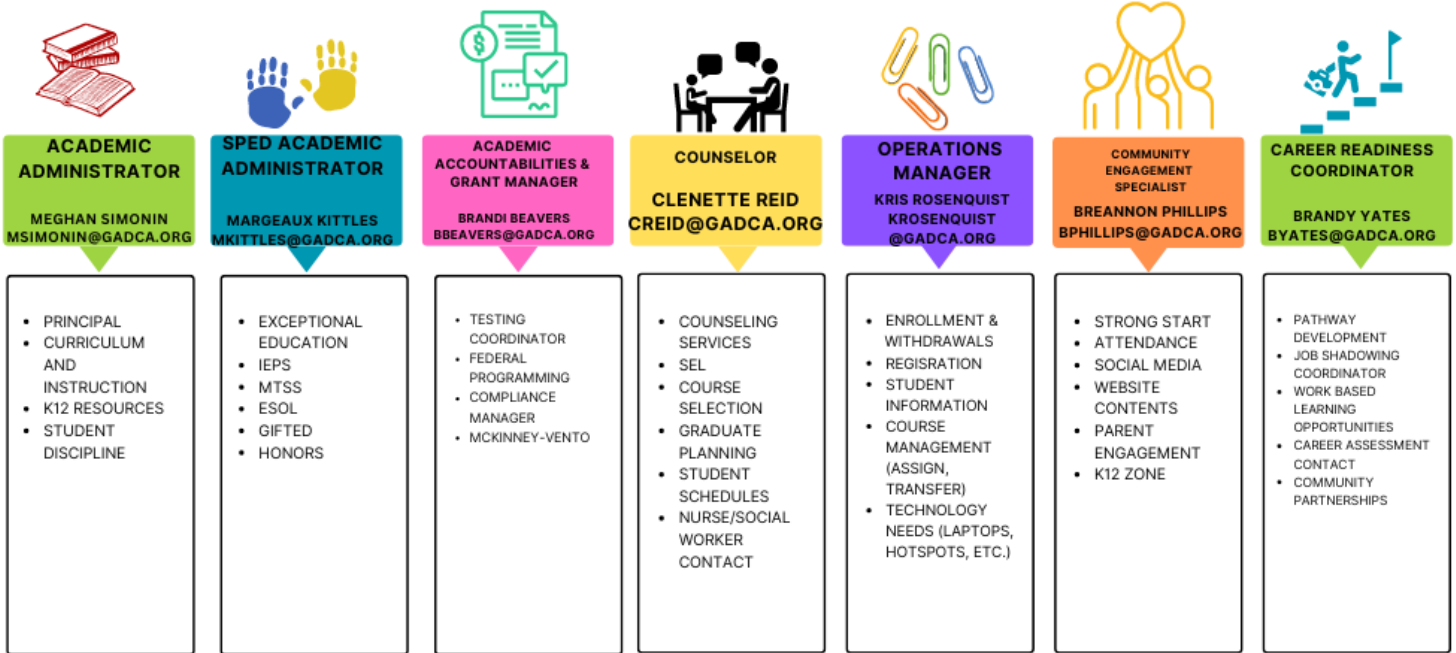 ACADEMIC
ADMINISTRATOR
MEGHAN SIMONIN
MSIMONIN@GADCA.ORG
• PRINCIPAL
• CURRICULUM
AND
INSTRUCTION
• K12 RESOURCES
• STUDENT
DISCIPLINE
SPED ACADEMIC
ADMINISTRATOR
MARGEAUX KITTLES
MKITTLES@GADCA.ORG
• EXCEPTIONAL
EDUCATION
• IEPS
• MTSS
• ESOL
• GIFTED
• HONORS
ACADEMIC
ACCOUNTABILITIES &
GRANT MANAGER
BRANDI BEAVERS
BBEAVERS@GADCA.ORG
• TESTING
COORDINATOR
• FEDERAL
PROGRAMMING
• COMPLIANCE
MANAGER
• MCKINNEY-VENTO
COUNSELOR
CLENETTE REID
CREID@GADCA.ORG
• COUNSELING
SERVICES
• SEL
• COURSE
SELECTION
• GRADUATE
PLANNING
• STUDENT
SCHEDULES
• NURSE/SOCIAL
WORKER
CONTACT
OPERATIONS
MANAGER
KRIS ROSENQUIST
KROSENQUIST
@GADCA.ORG
• ENROLLMENT &
WITHDRAWALS
• REGISRATION
• STUDENT
INFORMATION
• COURSE
MANAGEMENT
(ASSIGN,
TRANSFER)
• TECHNOLOGY
NEEDS (LAPTOPS,
HOTSPOTS, ETC.)
COMMUNITY
ENGAGEMENT
SPECIALIST
BREANNON PHILLIPS
BPHILLIPS@GADCA.ORG
• STRONG START
• ATTENDANCE
• SOCIAL MEDIA
• WEBSITE
CONTENTS
• PARENT
ENGAGEMENT
• K12 ZONE
CAREER READINESS
COORDINATOR
BRANDY YATES
BYATES@GADCA.ORG
• PATHWAY
DEVELOPMENT
• JOB SHADOWING
COORDINATOR
• WORK BASED
LEARNING
OPPORTUNITIES
• CAREER ASSESSMENT
CONTACT
• COMMUNITY
PARTNERSHIPS